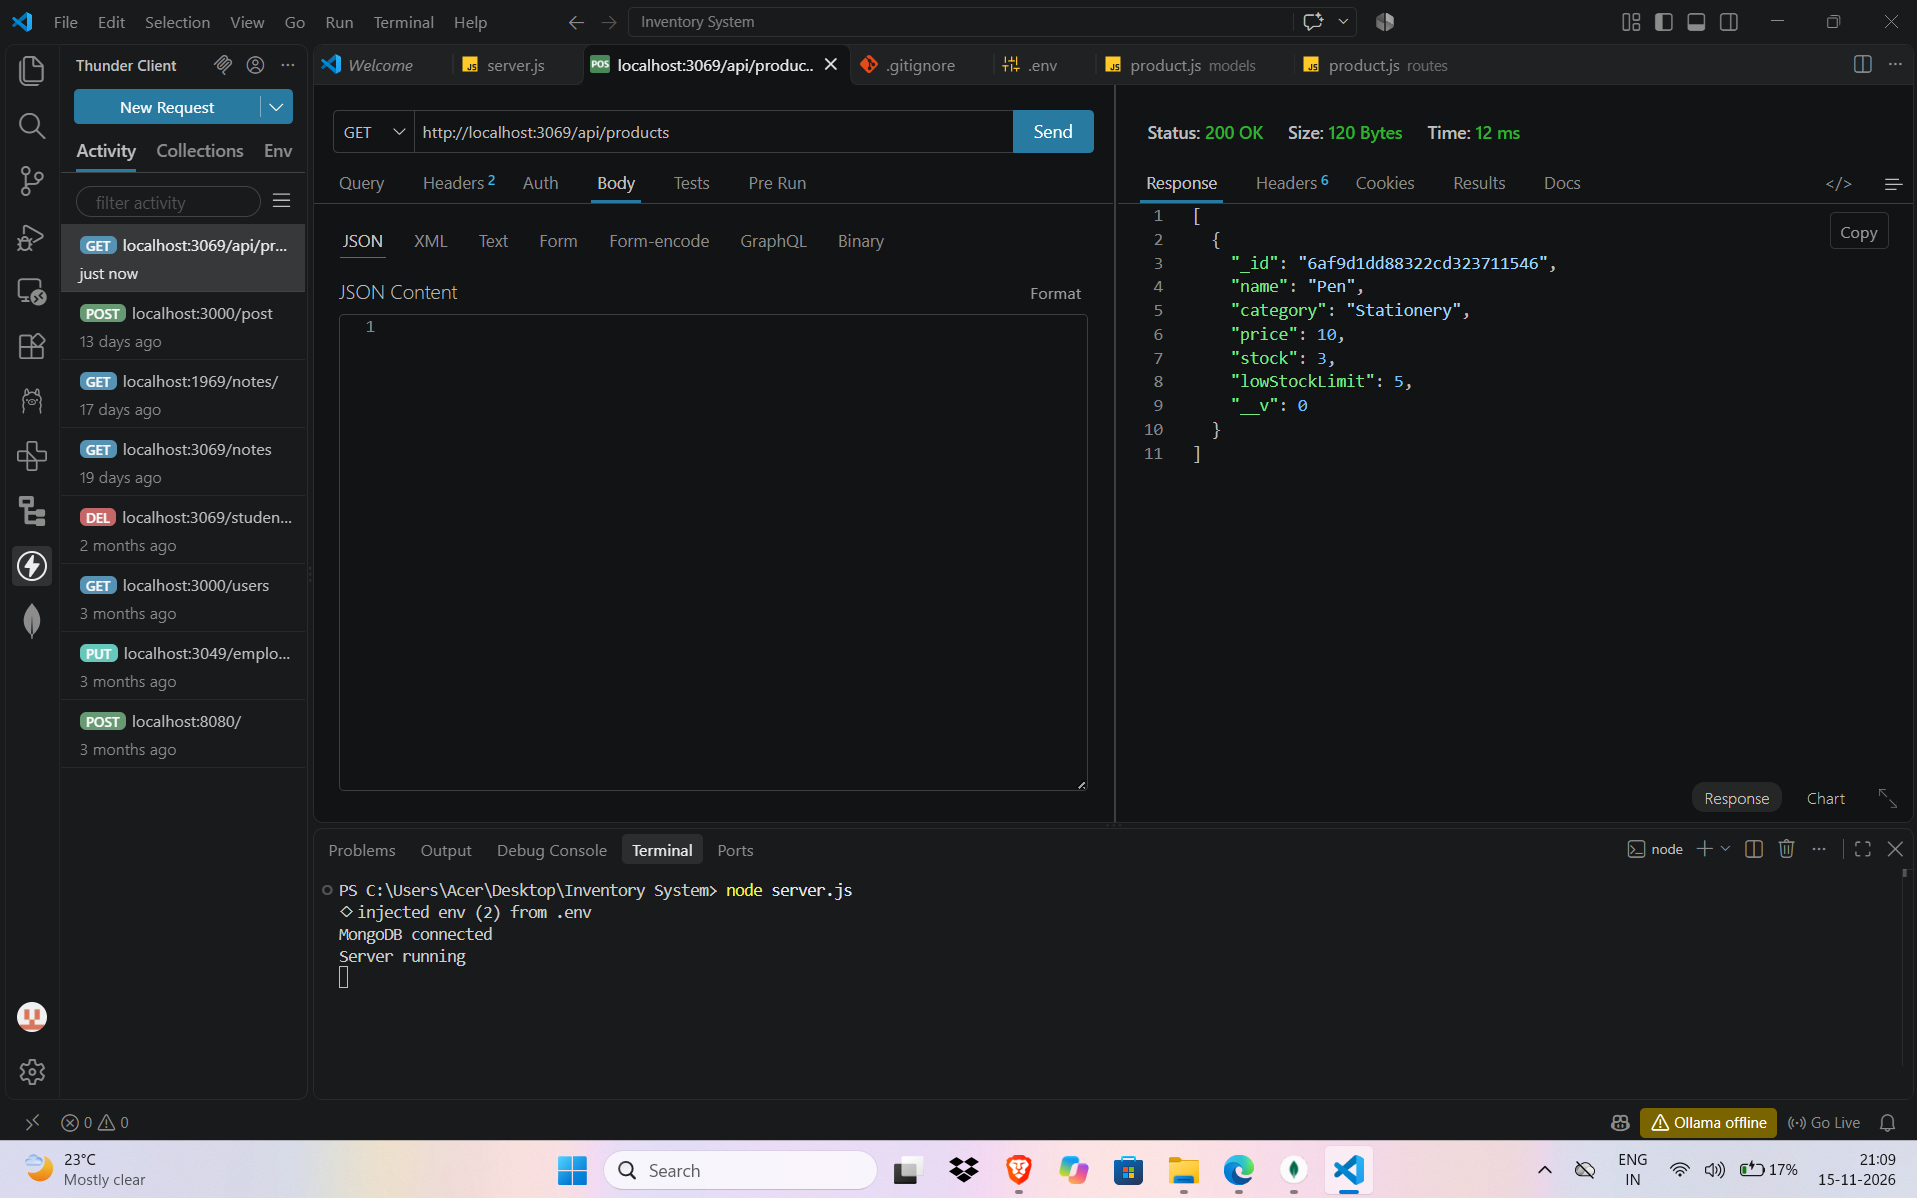 File Edit Selection View Go Run Terminal Help
Inventory System
Thunder Client
New Request
Activity Collections Env
filter activity
GET localhost:3069/api/pr...
just now
POST localhost:3000/post
13 days ago
GET localhost:1969/notes/
17 days ago
GET localhost:3069/notes
19 days ago
DEL localhost:3069/studen...
2 months ago
GET localhost:3000/users
3 months ago
PUT localhost:3049/emplo...
3 months ago
POST localhost:8080/
3 months ago
Welcome
JS server.js
POS localhost:3069/api/produc..
.gitignore
.env
JS product.js models
JS product.js routes
GET http://localhost:3069/api/products Send
Query Headers 2 Auth Body Tests Pre Run
JSON XML Text Form Form-encode GraphQL Binary
JSON Content Format
1
Status: 200 OK Size: 120 Bytes Time: 12 ms
Response Headers 6 Cookies Results Docs </>
Copy
1 [
2 {
3 "_id": "6af9d1dd88322cd323711546",
4 "name": "Pen",
5 "category": "Stationery",
6 "price": 10,
7 "stock": 3,
8 "lowStockLimit": 5,
9 "__v": 0
10 }
11 ]
Response Chart
Problems Output Debug Console Terminal Ports
node
PS C:\Users\Acer\Desktop\Inventory System> node server.js
injected env (2) from .env
MongoDB connected
Server running
0 0
Ollama offline Go Live
23°C
Mostly clear
Search
ENG
IN
17%
21:09
15-11-2026